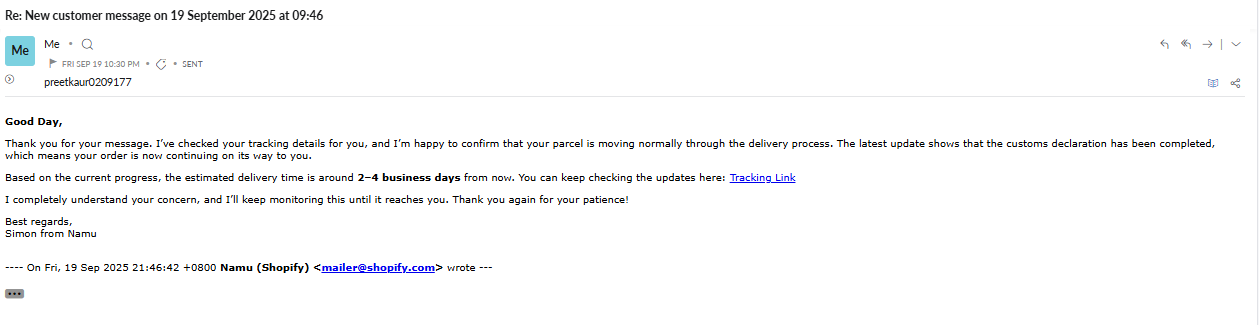 Re: New customer message on 19 September 2025 at 09:46
Me
Me
FRI SEP 19 10:30 PM • SENT
preetkaur0209177
Good Day,
Thank you for your message. I've checked your tracking details for you, and I'm happy to confirm that your parcel is moving normally through the delivery process. The latest update shows that the customs declaration has been completed,
which means your order is now continuing on its way to you.
Based on the current progress, the estimated delivery time is around 2–4 business days from now. You can keep checking the updates here: Tracking Link
I completely understand your concern, and I'll keep monitoring this until it reaches you. Thank you again for your patience!
Best regards,
Simon from Namu
---- On Fri, 19 Sep 2025 21:46:42 +0800 Namu (Shopify) <mailer@shopify.com> wrote ---